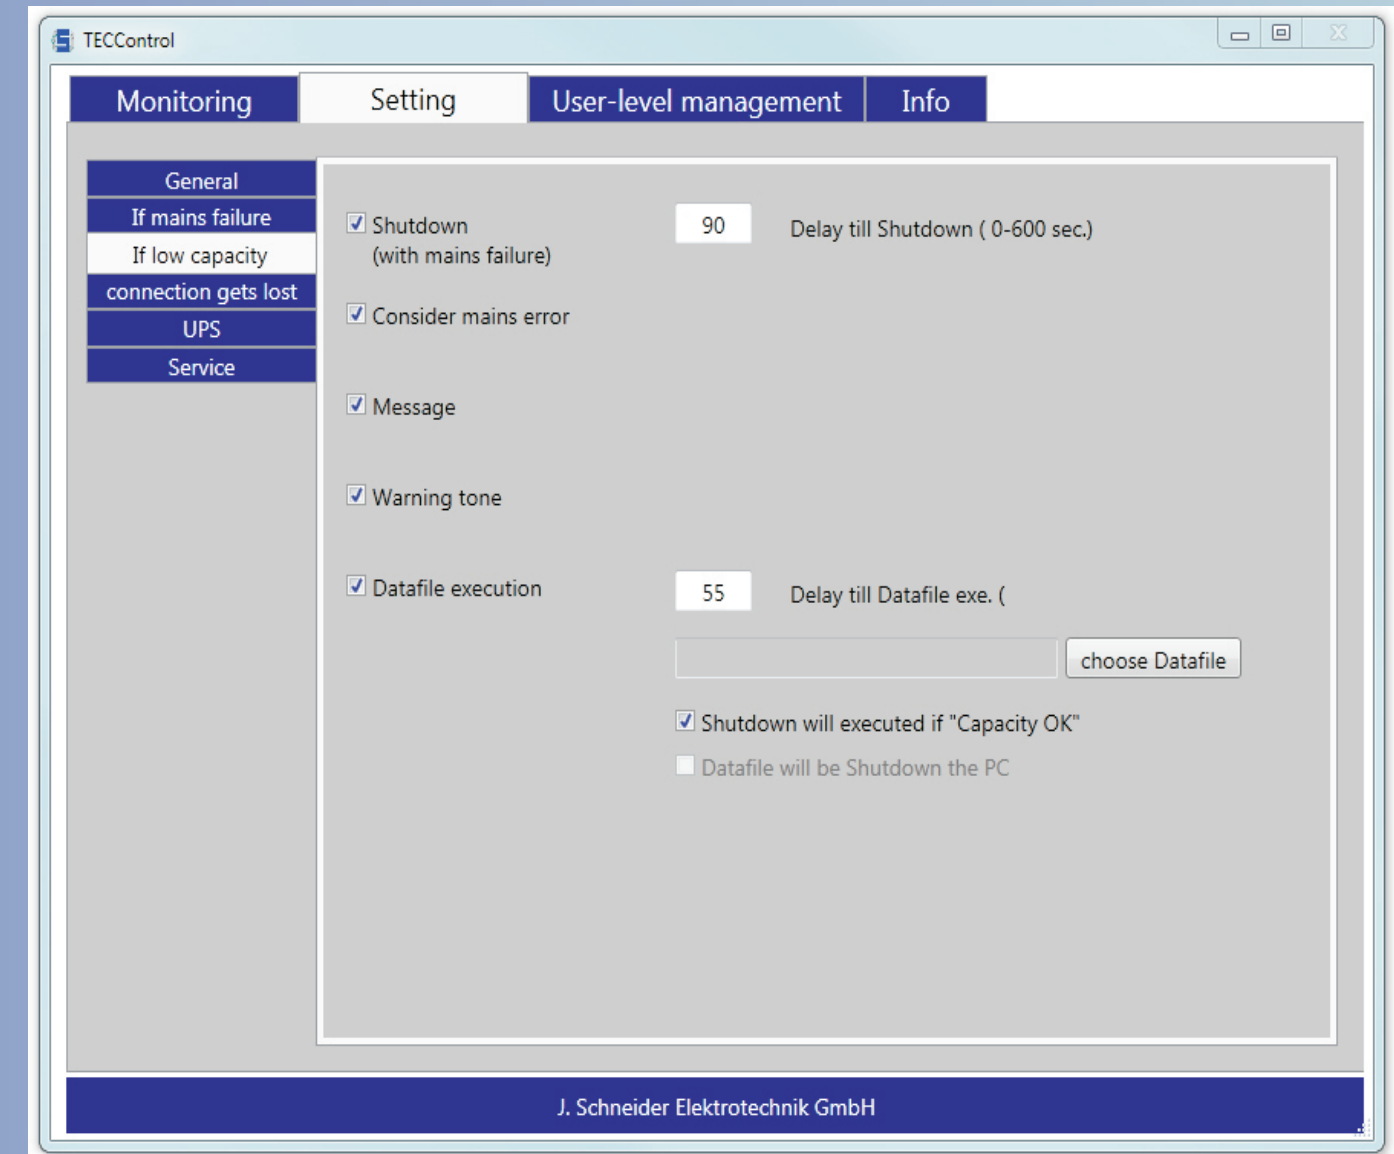 TECControl
Monitoring Setting User-level management Info
General
If mains failure
If low capacity
connection gets lost
UPS
Service
Shutdown 90 Delay till Shutdown ( 0-600 sec.)
(with mains failure)
Consider mains error
Message
Warning tone
Datafile execution 55 Delay till Datafile exe. (
choose Datafile
Shutdown will executed if "Capacity OK"
Datafile will be Shutdown the PC
J. Schneider Elektrotechnik GmbH